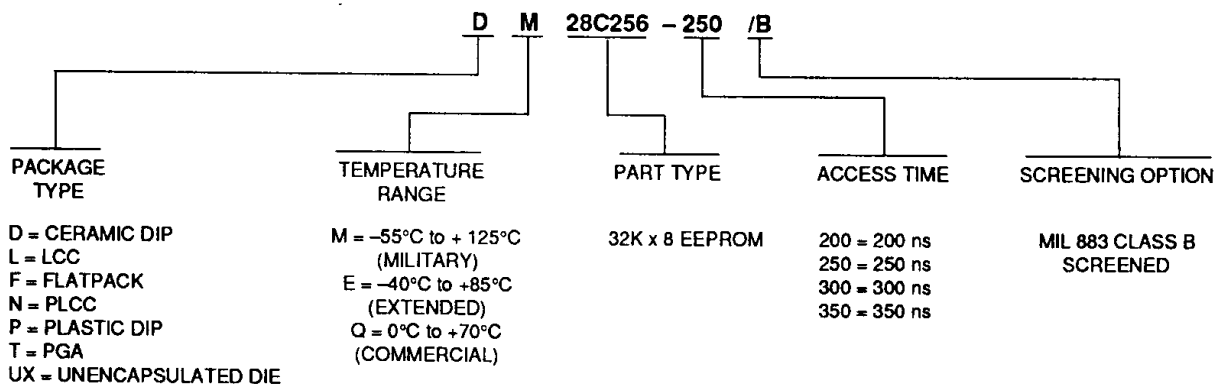 D M 28C256 – 250 /B
PACKAGE TYPE
D = CERAMIC DIP
L = LCC
F = FLATPACK
N = PLCC
P = PLASTIC DIP
T = PGA
UX = UNENCAPSULATED DIE
TEMPERATURE RANGE
M = –55°C to + 125°C
(MILITARY)
E = –40°C to +85°C
(EXTENDED)
Q = 0°C to +70°C
(COMMERCIAL)
PART TYPE
32K x 8 EEPROM
ACCESS TIME
200 = 200 ns
250 = 250 ns
300 = 300 ns
350 = 350 ns
SCREENING OPTION
MIL 883 CLASS B
SCREENED